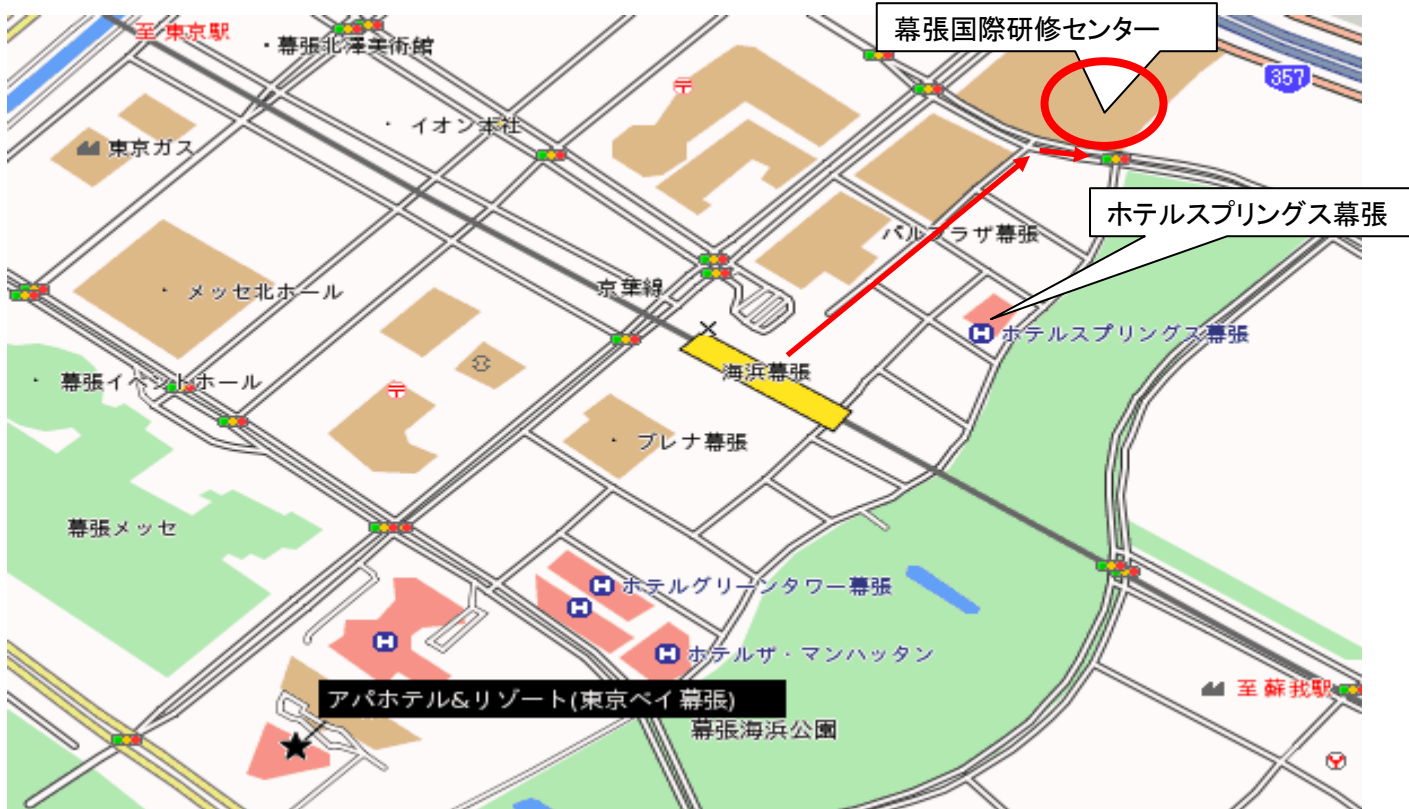 至 東京駅
・幕張北澤美術館
幕張国際研修センター
357
〒
・イオン本社
東京ガス
ホテルスプリングス幕張
パルプラザ幕張
・メッセ北ホール
京葉線
ホテルスプリングス幕張
H
海浜幕張
・幕張イベントホール
〒
・プレナ幕張
幕張メッセ
H ホテルグリーンタワー幕張
H
H
H ホテルザ・マンハッタン
至 蘇我駅
アパホテル&リゾート(東京ベイ幕張)
幕張海浜公園